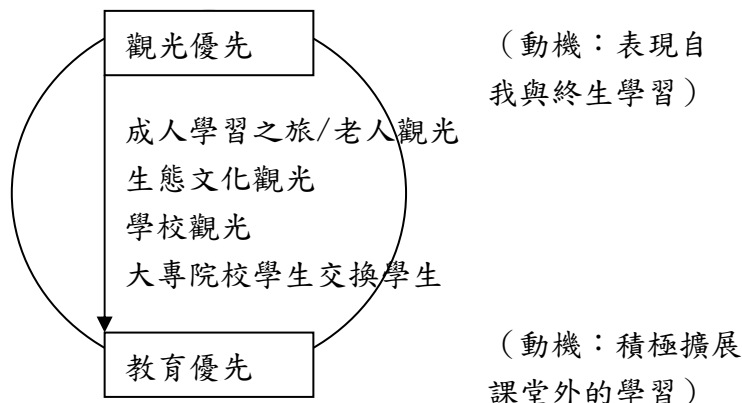 觀光優先
（動機：表現自
我與終生學習）
成人學習之旅/老人觀光
生態文化觀光
學校觀光
大專院校學生交換學生
教育優先
（動機：積極擴展
課堂外的學習）